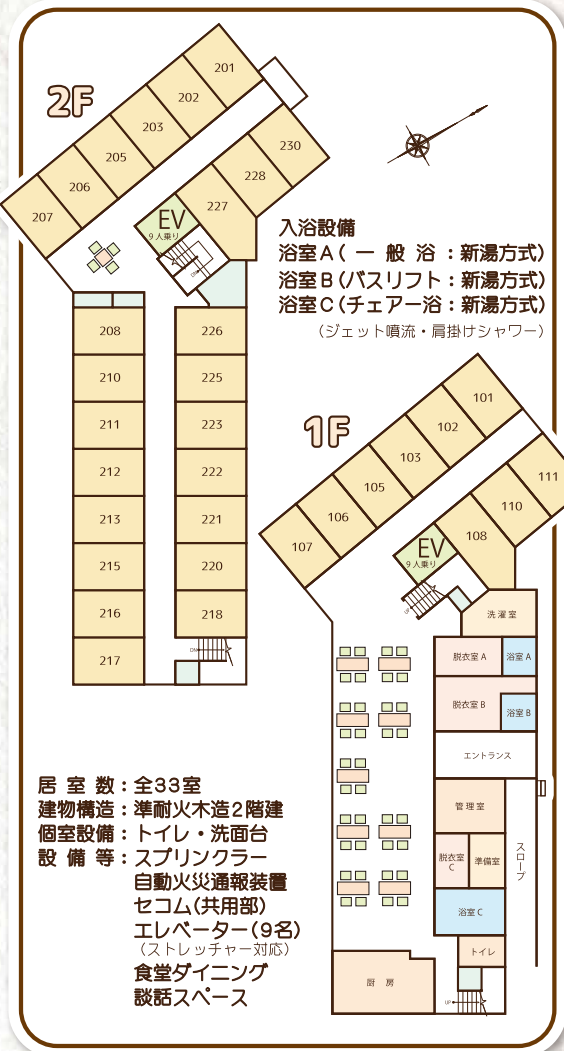 2F
201
202
203
205
206
207
230
228
227
EV
9人乗り
DN
208
210
211
212
213
215
216
217
226
225
223
222
221
220
218
DN
入浴設備
浴室A(一般浴:新湯方式)
浴室B(バスリフト:新湯方式)
浴室C(チェアー浴:新湯方式)
(ジェット噴流・肩掛けシャワー)
1F
101
102
103
105
106
107
111
110
108
EV
9人乗り
UP
洗濯室
脱衣室A
浴室A
脱衣室B
浴室B
エントランス
管理室
スロープ
脱衣室C
準備室
浴室C
トイレ
厨房
UP
居室数:全33室
建物構造:準耐火木造2階建
個室設備:トイレ・洗面台
設備等:スプリンクラー
自動火災通報装置
セコム(共用部)
エレベーター(9名)
(ストレッチャー対応)
食堂ダイニング
談話スペース